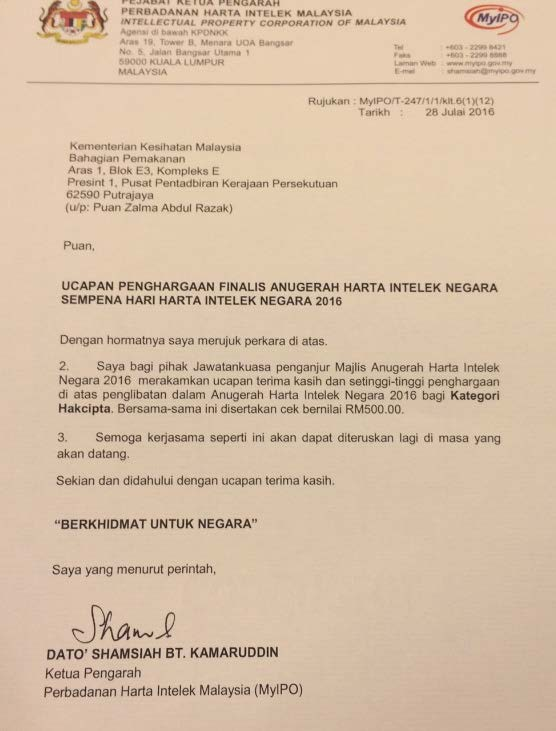 PEJABAT KETUA PENGARAH
PERBADANAN HARTA INTELEK MALAYSIA
INTELLECTUAL PROPERTY CORPORATION OF MALAYSIA
Agensi di bawah KPDNKK
Aras 19, Tower B, Menara UOA Bangsar
No. 5, Jalan Bangsar Utama 1
59000 KUALA LUMPUR
MALAYSIA
MyIPO
Tel : +603 - 2299 8421
Faks : +603 - 2299 8988
Laman Web : www.myipo.gov.my
E-mel : shamsiah@myipo.gov.my
Rujukan : MyIPO/T-247/1/1/klt.6(1)(12)
Tarikh : 28 Julai 2016
Kementerian Kesihatan Malaysia
Bahagian Pemakanan
Aras 1, Blok E3, Kompleks E
Presint 1, Pusat Pentadbiran Kerajaan Persekutuan
62590 Putrajaya
(u/p: Puan Zalma Abdul Razak)
Puan,
UCAPAN PENGHARGAAN FINALIS ANUGERAH HARTA INTELEK NEGARA
SEMPENA HARI HARTA INTELEK NEGARA 2016
Dengan hormatnya saya merujuk perkara di atas.
2. Saya bagi pihak Jawatankuasa penganjur Majlis Anugerah Harta Intelek
Negara 2016 merakamkan ucapan terima kasih dan setinggi-tinggi penghargaan
di atas penglibatan dalam Anugerah Harta Intelek Negara 2016 bagi Kategori
Hakcipta. Bersama-sama ini disertakan cek bernilai RM500.00.
3. Semoga kerjasama seperti ini akan dapat diteruskan lagi di masa yang
akan datang.
Sekian dan didahului dengan ucapan terima kasih.
“BERKHIDMAT UNTUK NEGARA”
Saya yang menurut perintah,
DATO’ SHAMSIAH BT. KAMARUDDIN
Ketua Pengarah
Perbadanan Harta Intelek Malaysia (MyIPO)